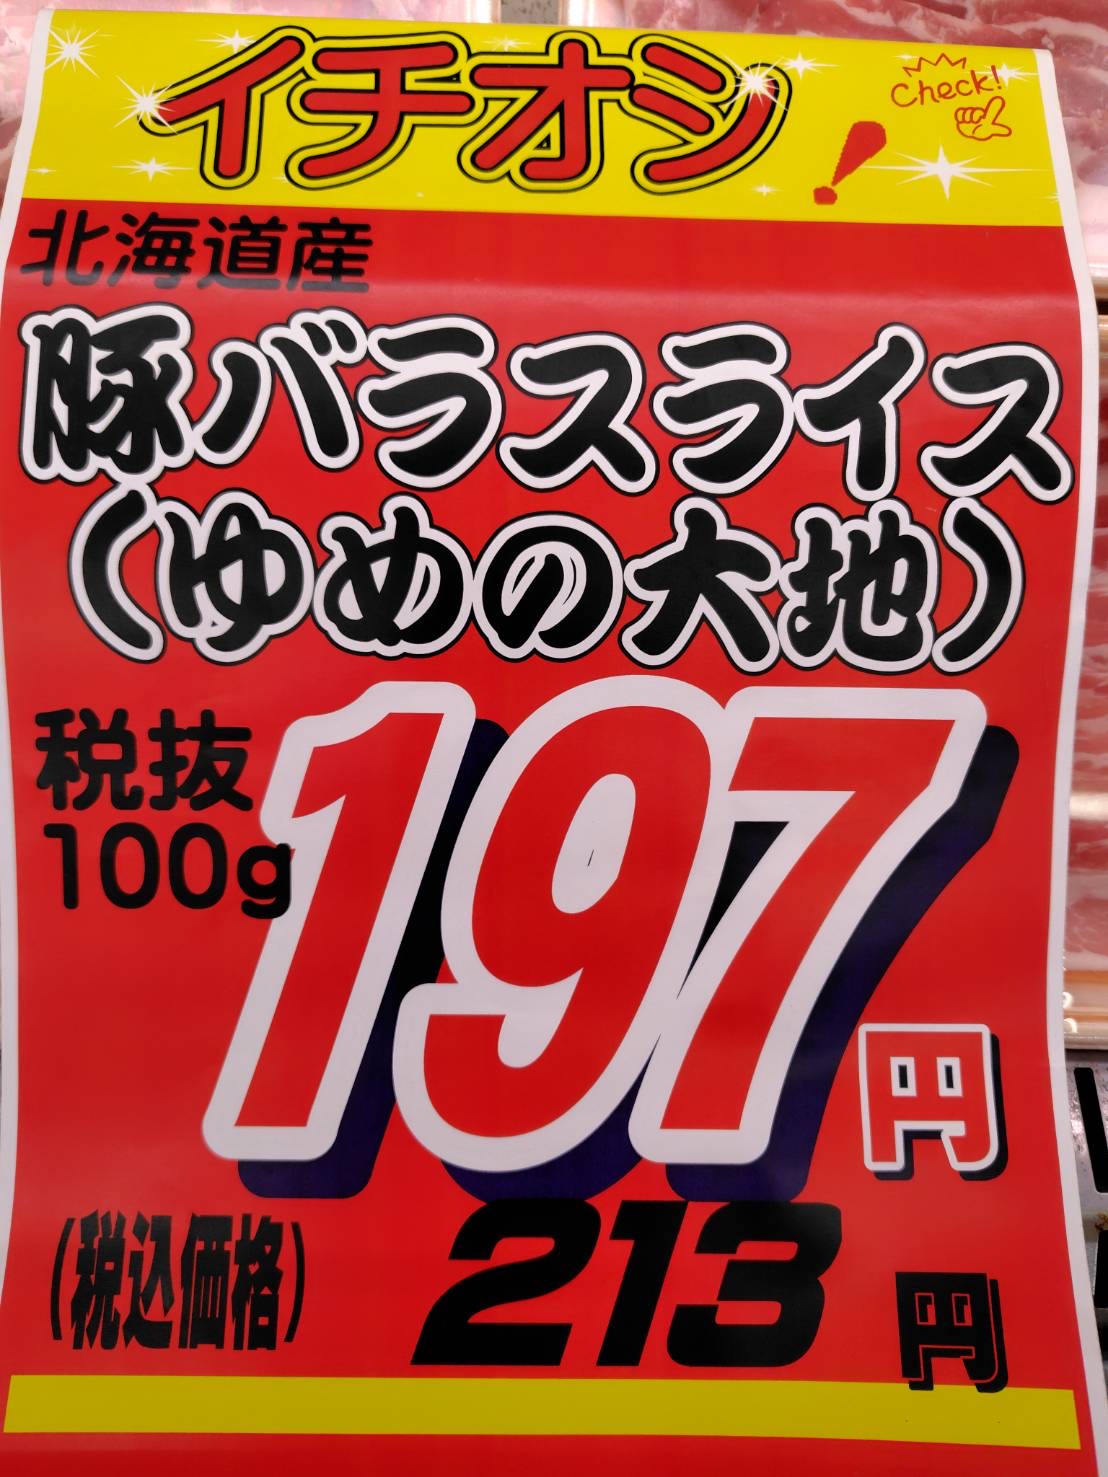 イチオシ!
Check!
北海道産
豚バラスライス
(ゆめの大地)
税抜
100g
197円
(税込価格) 213円